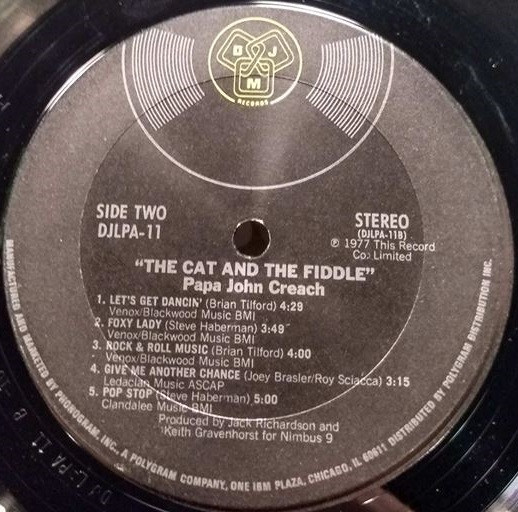 D J
M
RECORDS
SIDE TWO
DJLPA-11
STEREO
(DJLPA-11B)
℗ 1977 This Record
Co. Limited
"THE CAT AND THE FIDDLE"
Papa John Creach
1. LET'S GET DANCIN' (Brian Tilford) 4:29
Venox/Blackwood Music BMI
2. FOXY LADY (Steve Haberman) 3:49
Venox/Blackwood Music BMI
3. ROCK & ROLL MUSIC (Brian Tilford) 4:00
Venox/Blackwood Music BMI
4. GIVE ME ANOTHER CHANCE (Joey Brasler/Roy Sciacca) 3:15
Ledacian Music ASCAP
5. POP STOP (Steve Haberman) 5:00
Clandalee Music BMI
Produced by Jack Richardson and
Keith Gravenhorst for Nimbus 9
MANUFACTURED AND MARKETED BY PHONOGRAM, INC., A POLYGRAM COMPANY, ONE IBM PLAZA, CHICAGO, IL 60611 DISTRIBUTED BY POLYGRAM DISTRIBUTION INC.